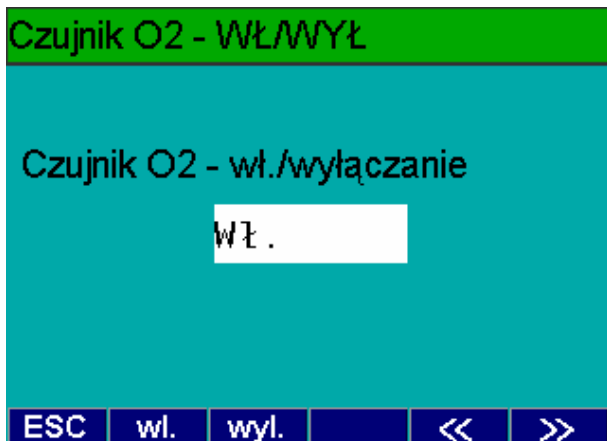 Czujnik O2 - WŁ/WYŁ
Czujnik O2 - wł./wyłączanie
Wł.
ESC wl. wyl. << >>